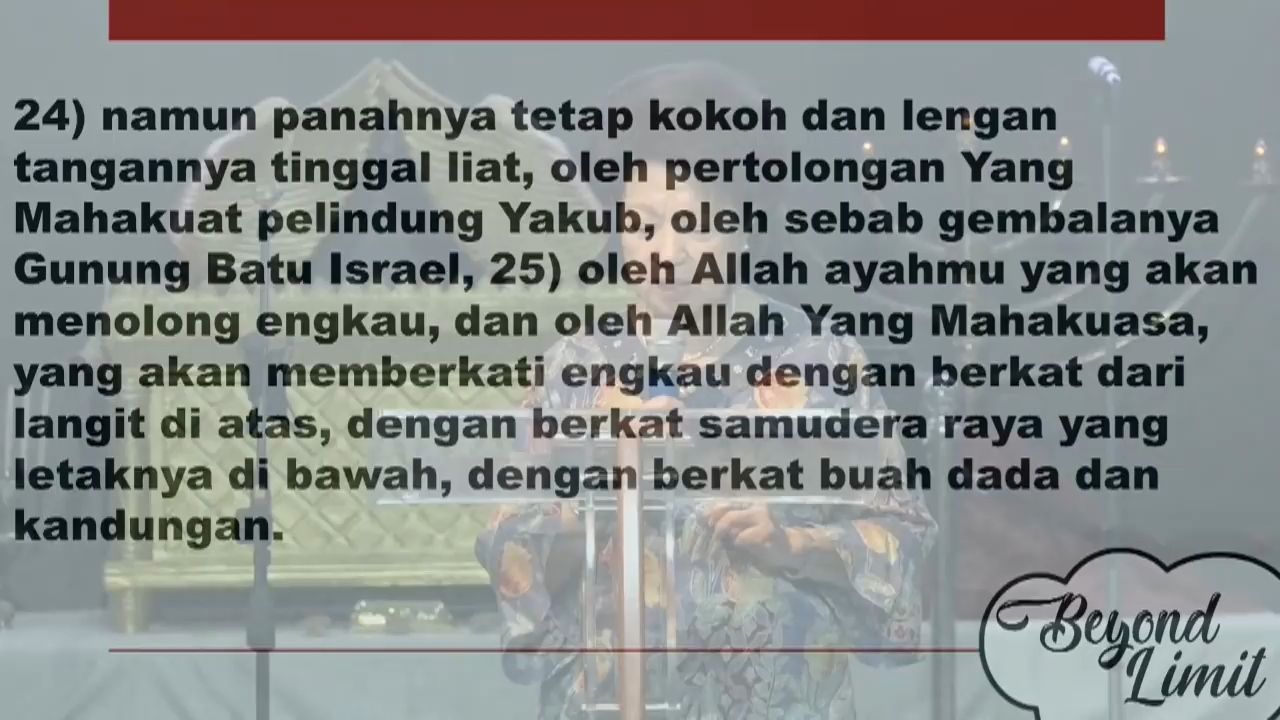 24) namun panahnya tetap kokoh dan lengan
tangannya tinggal liat, oleh pertolongan Yang
Mahakuat pelindung Yakub, oleh sebab gembalanya
Gunung Batu Israel, 25) oleh Allah ayahmu yang akan
menolong engkau, dan oleh Allah Yang Mahakuasa,
yang akan memberkati engkau dengan berkat dari
langit di atas, dengan berkat samudera raya yang
letaknya di bawah, dengan berkat buah dada dan
kandungan.
Beyond
Limit